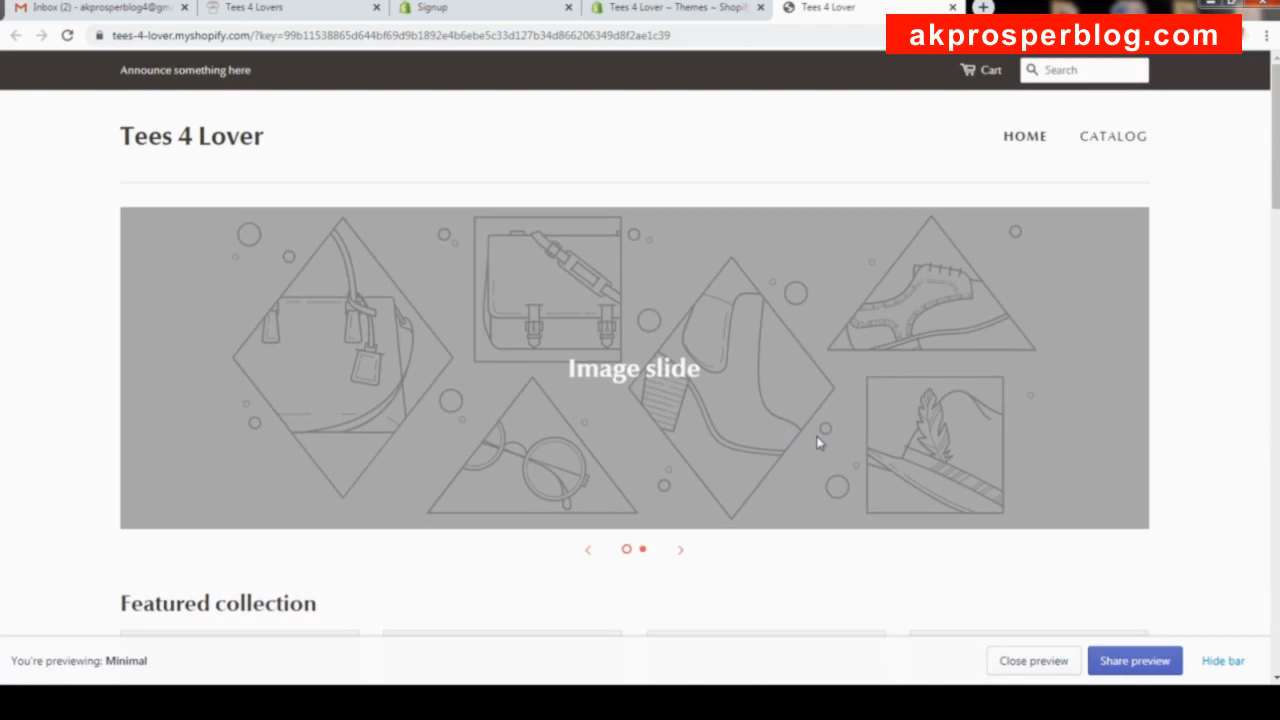 Inbox (2) - akprosperblog4@gm
Tees 4 Lovers
Signup
Tees 4 Lover ~ Themes ~ Shopif
Tees 4 Lover
tees-4-lover.myshopify.com/?key=99b11538865d644bf69d9b1892e4b6ebe5c33d127b34d866206349d8f2ae1c39
akprosperblog.com
Announce something here
Cart
Search
Tees 4 Lover
HOME
CATALOG
Image slide
Featured collection
You're previewing: Minimal
Close preview
Share preview
Hide bar